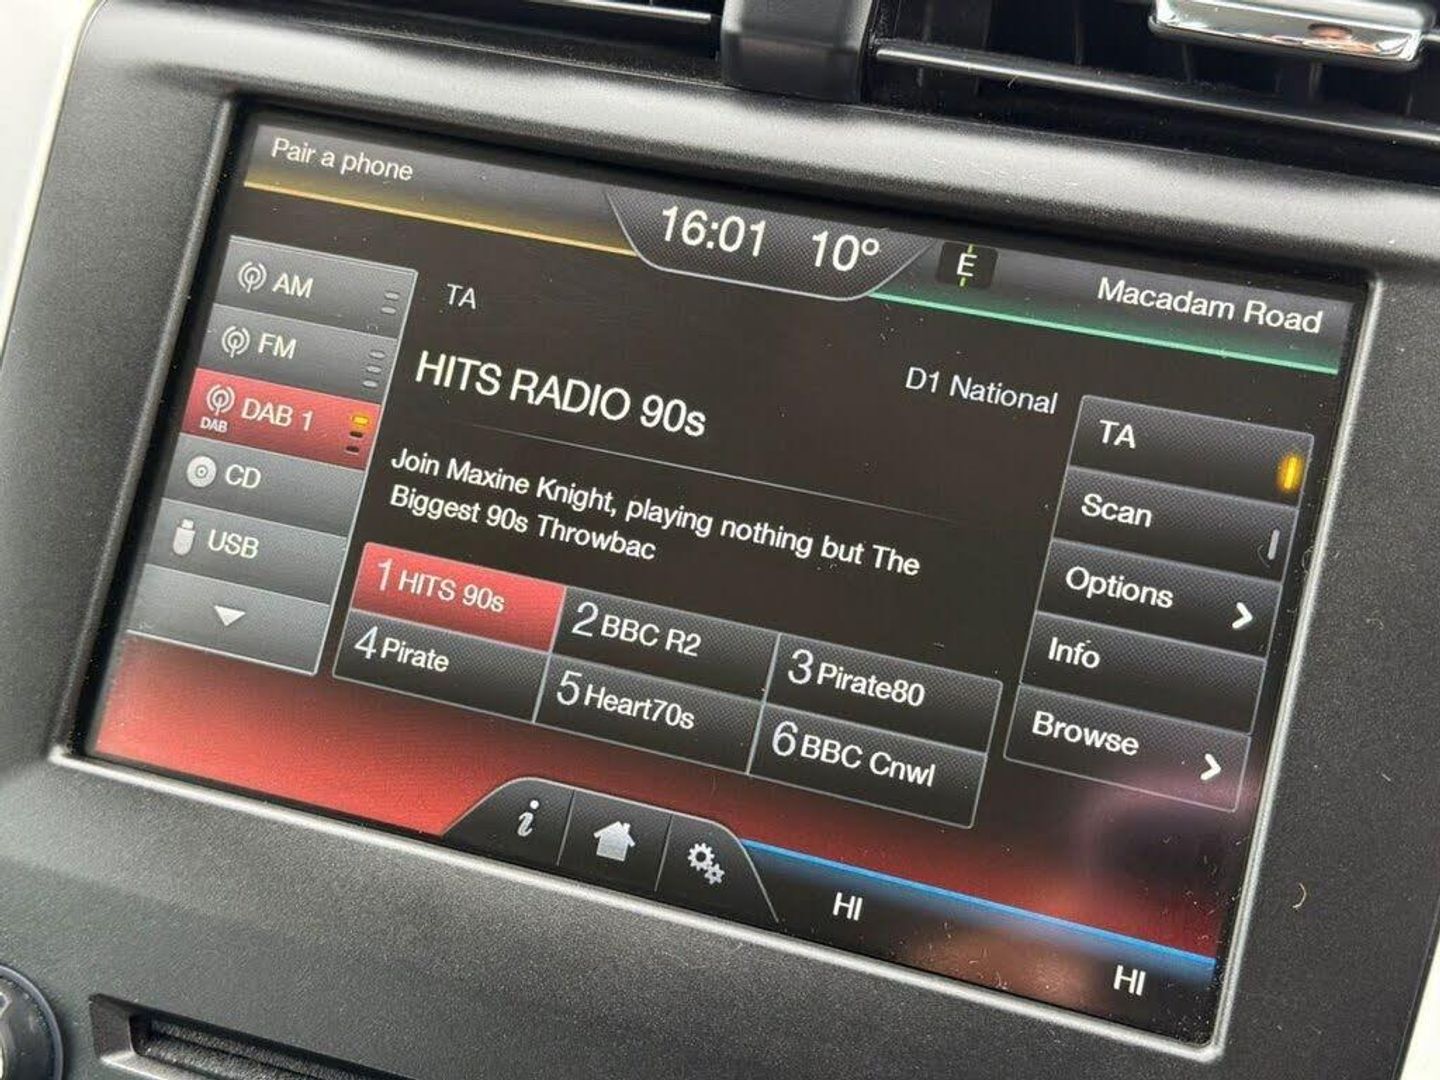 Pair a phone
16:01 10°
E
Macadam Road
AM
FM
DAB
DAB 1
CD
USB
TA
D1 National
HITS RADIO 90s
Join Maxine Knight, playing nothing but The
Biggest 90s Throwbac
1 HITS 90s
2 BBC R2
3 Pirate80
4 Pirate
5 Heart70s
6 BBC Cnwl
TA
Scan
Options
Info
Browse
i
HI
HI